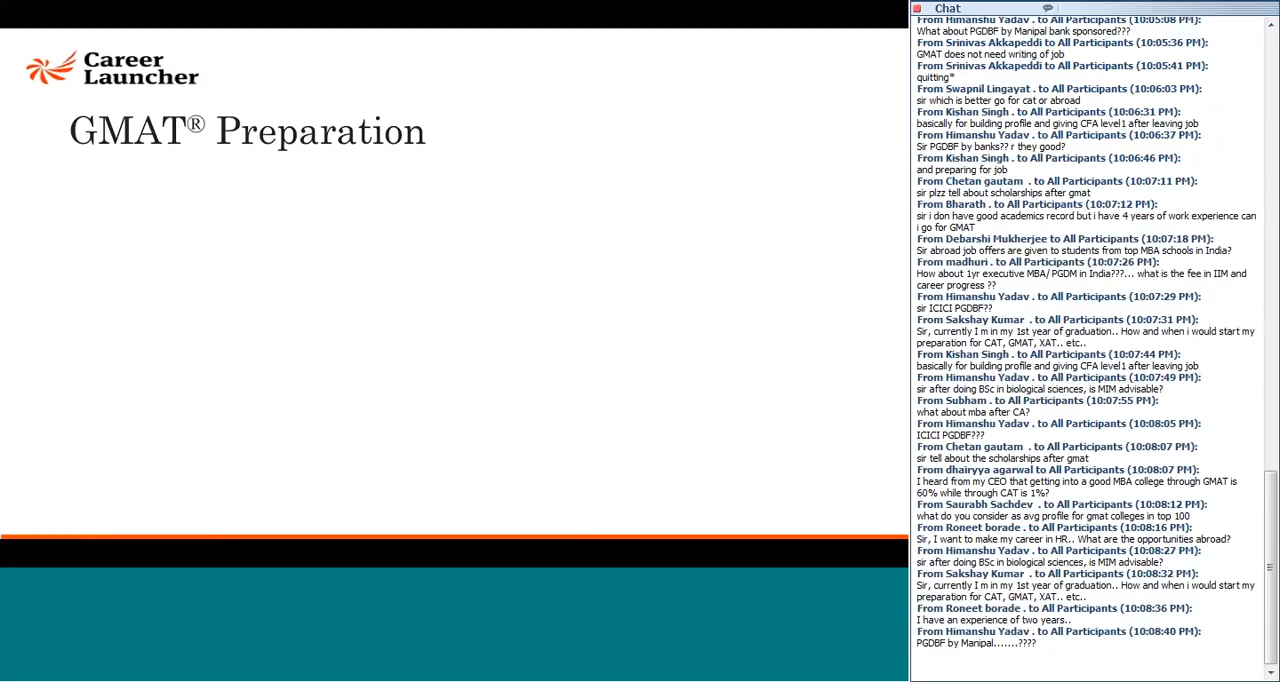 Career
Launcher
GMAT® Preparation
Chat
From Himanshu Yadav . to All Participants (10:05:08 PM):
What about PGDBF by Manipal bank sponsored???
From Srinivas Akkapeddi to All Participants (10:05:36 PM):
GMAT does not need writing of job
From Srinivas Akkapeddi to All Participants (10:05:41 PM):
quitting*
From Swapnil Lingayat . to All Participants (10:06:03 PM):
sir which is better go for cat or abroad
From Kishan Singh . to All Participants (10:06:31 PM):
basically for building profile and giving CFA level1 after leaving job
From Himanshu Yadav . to All Participants (10:06:37 PM):
Sir PGDBF by banks?? r they good?
From Kishan Singh . to All Participants (10:06:46 PM):
and preparing for job
From Chetan gautam . to All Participants (10:07:11 PM):
sir plzz tell about scholarships after gmat
From Bharath . to All Participants (10:07:12 PM):
sir i don have good academics record but i have 4 years of work experience can
i go for GMAT
From Debarshi Mukherjee to All Participants (10:07:18 PM):
Sir abroad job offers are given to students from top MBA schools in India?
From madhuri . to All Participants (10:07:26 PM):
How about 1yr executive MBA/ PGDM in India???... what is the fee in IIM and
career progress ??
From Himanshu Yadav . to All Participants (10:07:29 PM):
sir ICICI PGDBF??
From Sakshay Kumar . to All Participants (10:07:31 PM):
Sir, currently I m in my 1st year of graduation.. How and when i would start my
preparation for CAT, GMAT, XAT.. etc..
From Kishan Singh . to All Participants (10:07:44 PM):
basically for building profile and giving CFA level1 after leaving job
From Himanshu Yadav . to All Participants (10:07:49 PM):
sir after doing BSc in biological sciences, is MIM advisable?
From Subham . to All Participants (10:07:55 PM):
what about mba after CA?
From Himanshu Yadav . to All Participants (10:08:05 PM):
ICICI PGDBF???
From Chetan gautam . to All Participants (10:08:07 PM):
sir tell about the scholarships after gmat
From dhairyya agarwal to All Participants (10:08:07 PM):
I heard from my CEO that getting into a good MBA college through GMAT is
60% while through CAT is 1%?
From Saurabh Sachdev . to All Participants (10:08:12 PM):
what do you consider as avg profile for gmat colleges in top 100
From Roneet borade . to All Participants (10:08:16 PM):
Sir, I want to make my career in HR.. What are the opportunities abroad?
From Himanshu Yadav . to All Participants (10:08:27 PM):
sir after doing BSc in biological sciences, is MIM advisable?
From Sakshay Kumar . to All Participants (10:08:32 PM):
Sir, currently I m in my 1st year of graduation.. How and when i would start my
preparation for CAT, GMAT, XAT.. etc..
From Roneet borade . to All Participants (10:08:36 PM):
I have an experience of two years..
From Himanshu Yadav . to All Participants (10:08:40 PM):
PGDBF by Manipal.......????